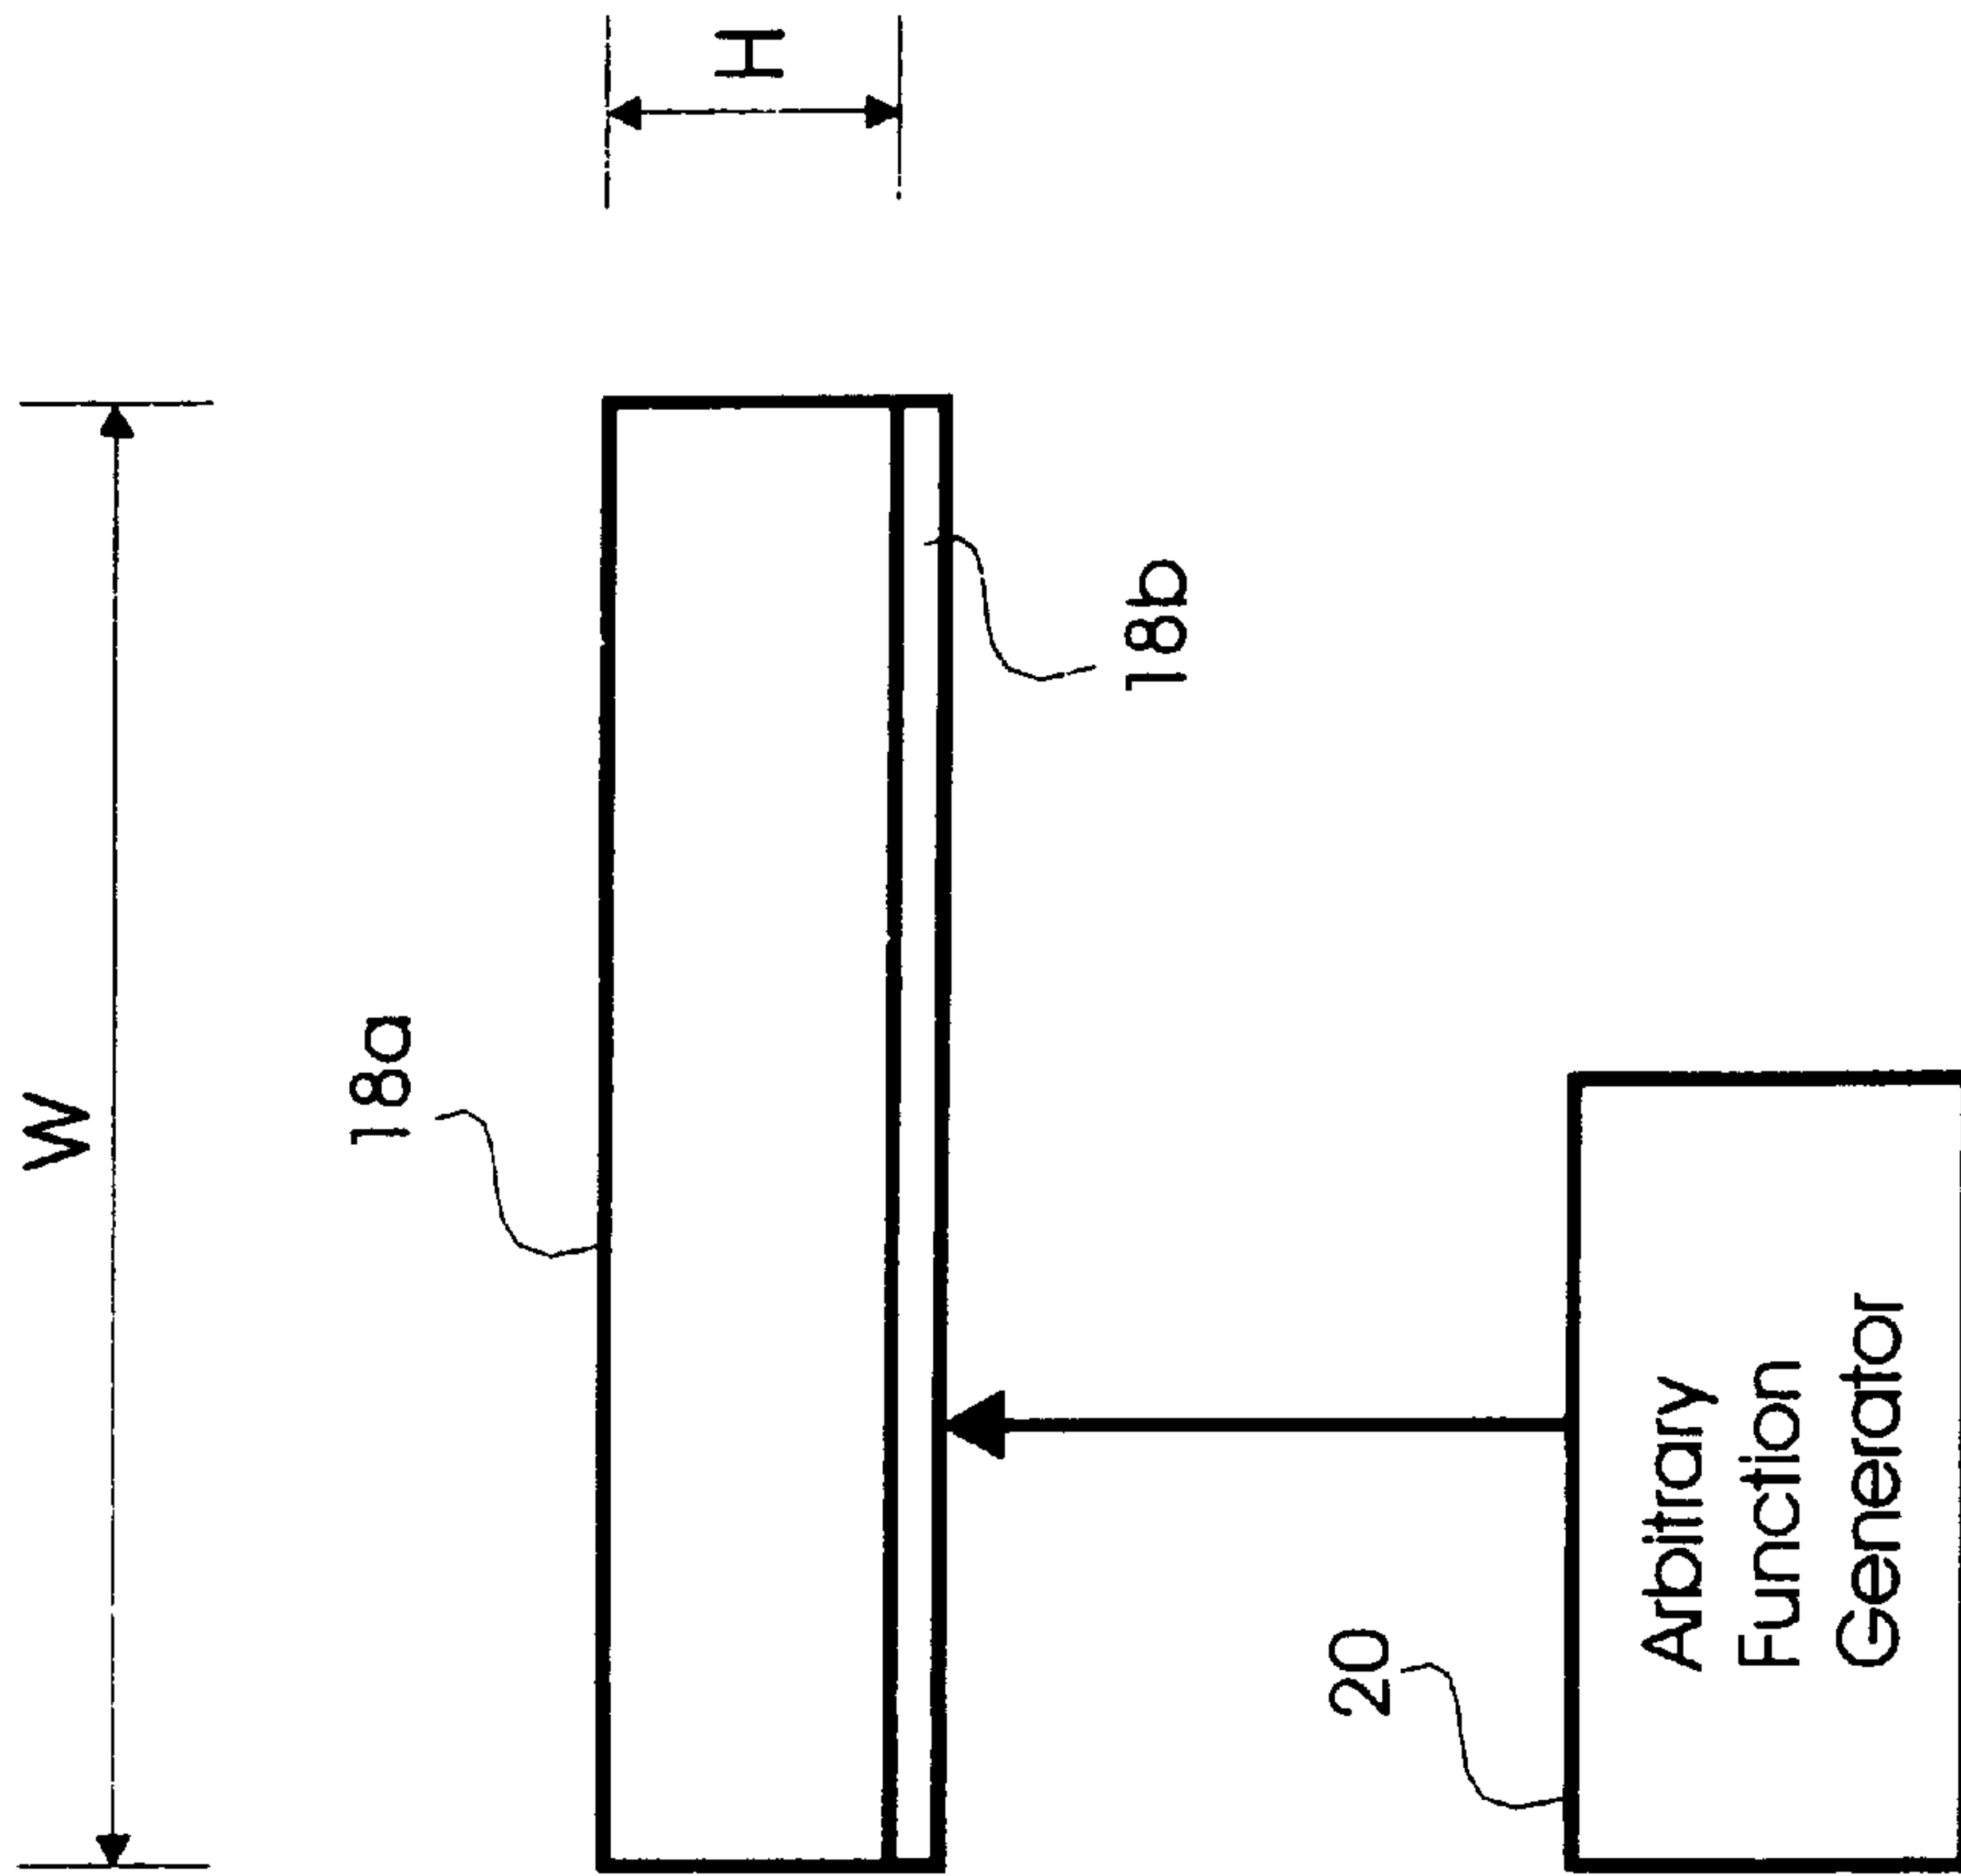 W
H
18a
18b
20
Arbitrary
Function
Generator